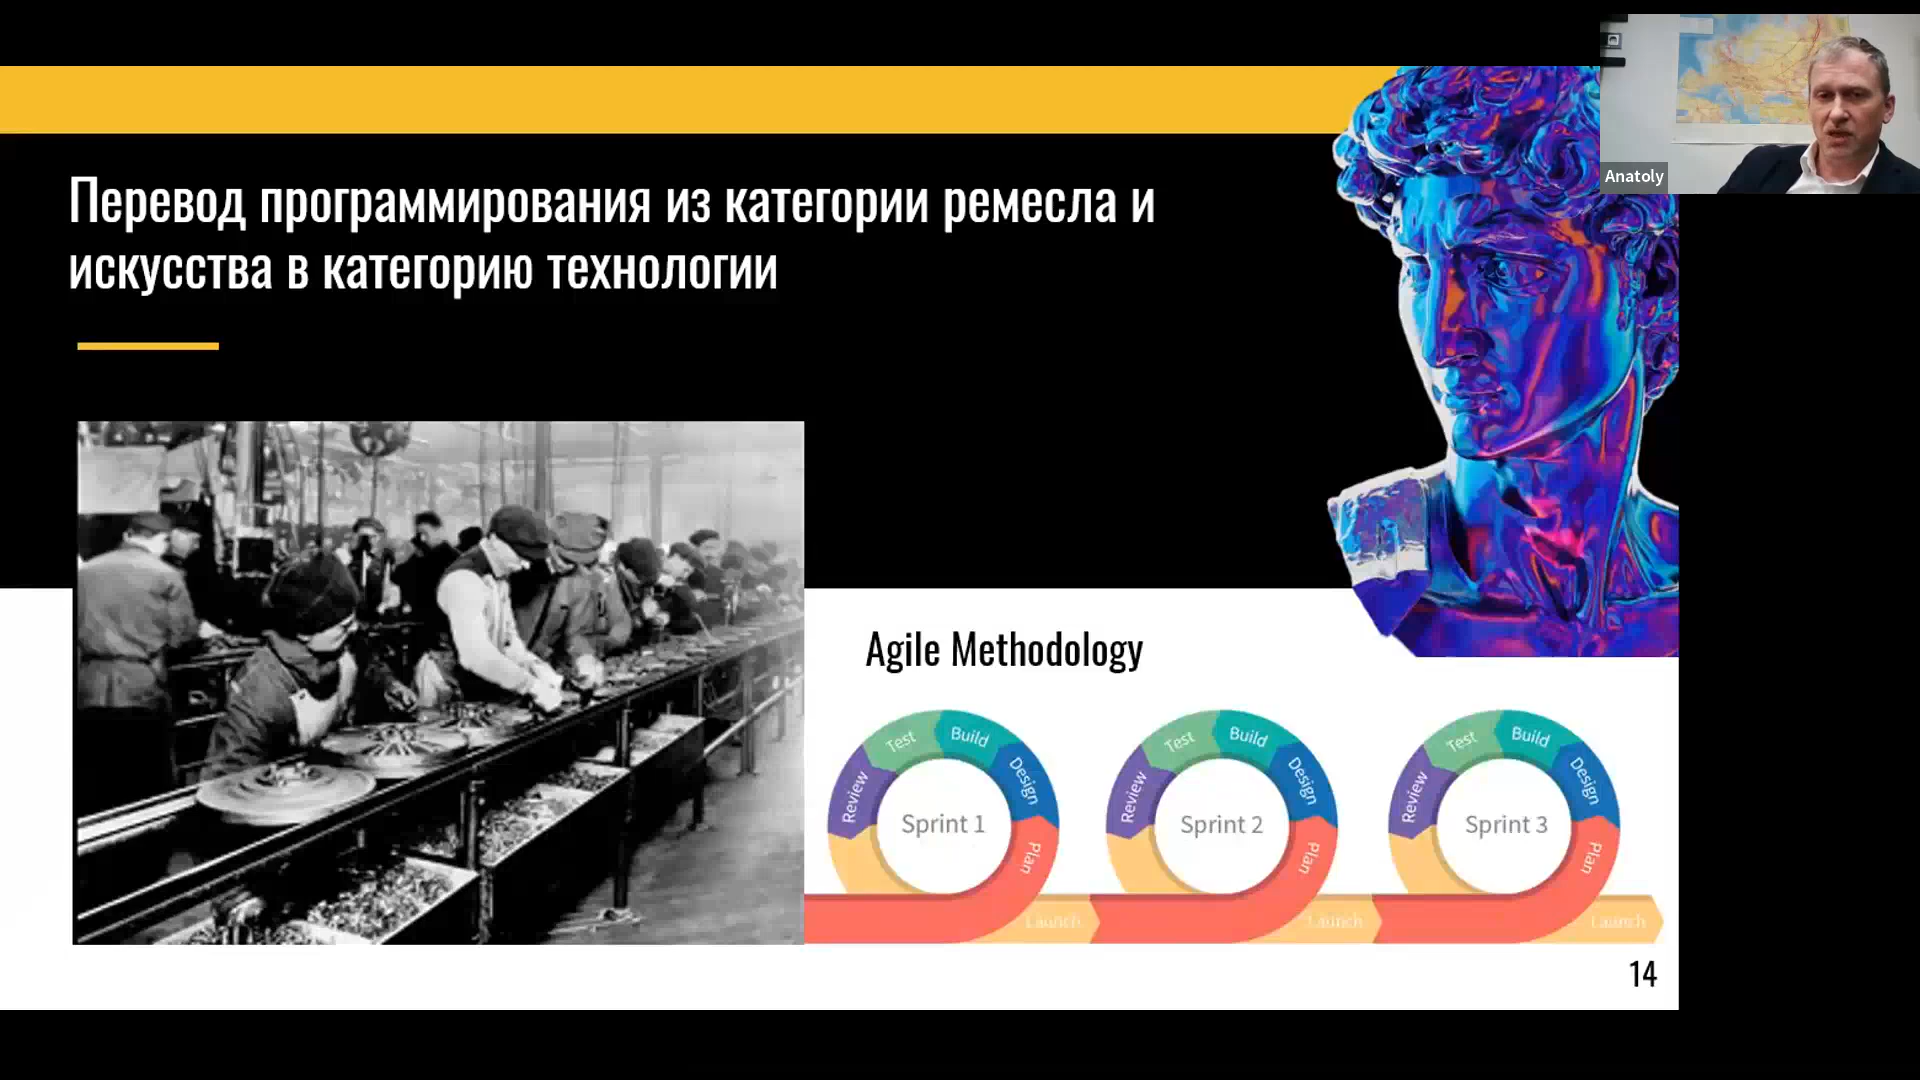 Anatoly
Перевод программирования из категории ремесла и
искусства в категорию технологии
Agile Methodology
Sprint 1
Plan
Design
Build
Test
Review
Launch
Sprint 2
Plan
Design
Build
Test
Review
Launch
Sprint 3
Plan
Design
Build
Test
Review
Launch
14